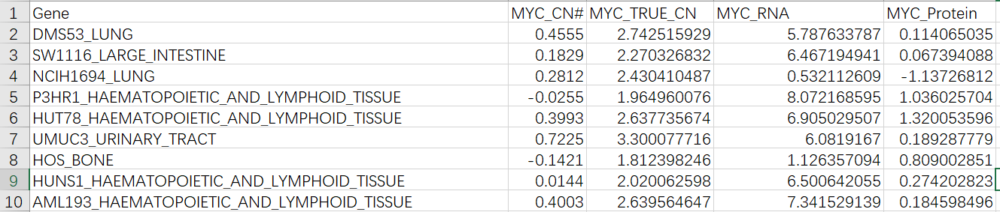 1 Gene MYC_CN# MYC_TRUE_CN MYC_RNA MYC_Protein
2 DMS53_LUNG 0.4555 2.742515929 5.787633787 0.114065035
3 SW1116_LARGE_INTESTINE 0.1829 2.270326832 6.467194941 0.067394088
4 NCIH1694_LUNG 0.2812 2.430410487 0.532112609 -1.13726812
5 P3HR1_HAEMATOPOIETIC_AND_LYMPHOID_TISSUE -0.0255 1.964960076 8.072168595 1.036025704
6 HUT78_HAEMATOPOIETIC_AND_LYMPHOID_TISSUE 0.3993 2.637735674 6.905029507 1.320053596
7 UMUC3_URINARY_TRACT 0.7225 3.300077716 6.0819167 0.189287779
8 HOS_BONE -0.1421 1.812398246 1.126357094 0.809002851
9 HUNS1_HAEMATOPOIETIC_AND_LYMPHOID_TISSUE 0.0144 2.020062598 6.500642055 0.274202823
10 AML193_HAEMATOPOIETIC_AND_LYMPHOID_TISSUE 0.4003 2.639564647 7.341529139 0.184598496